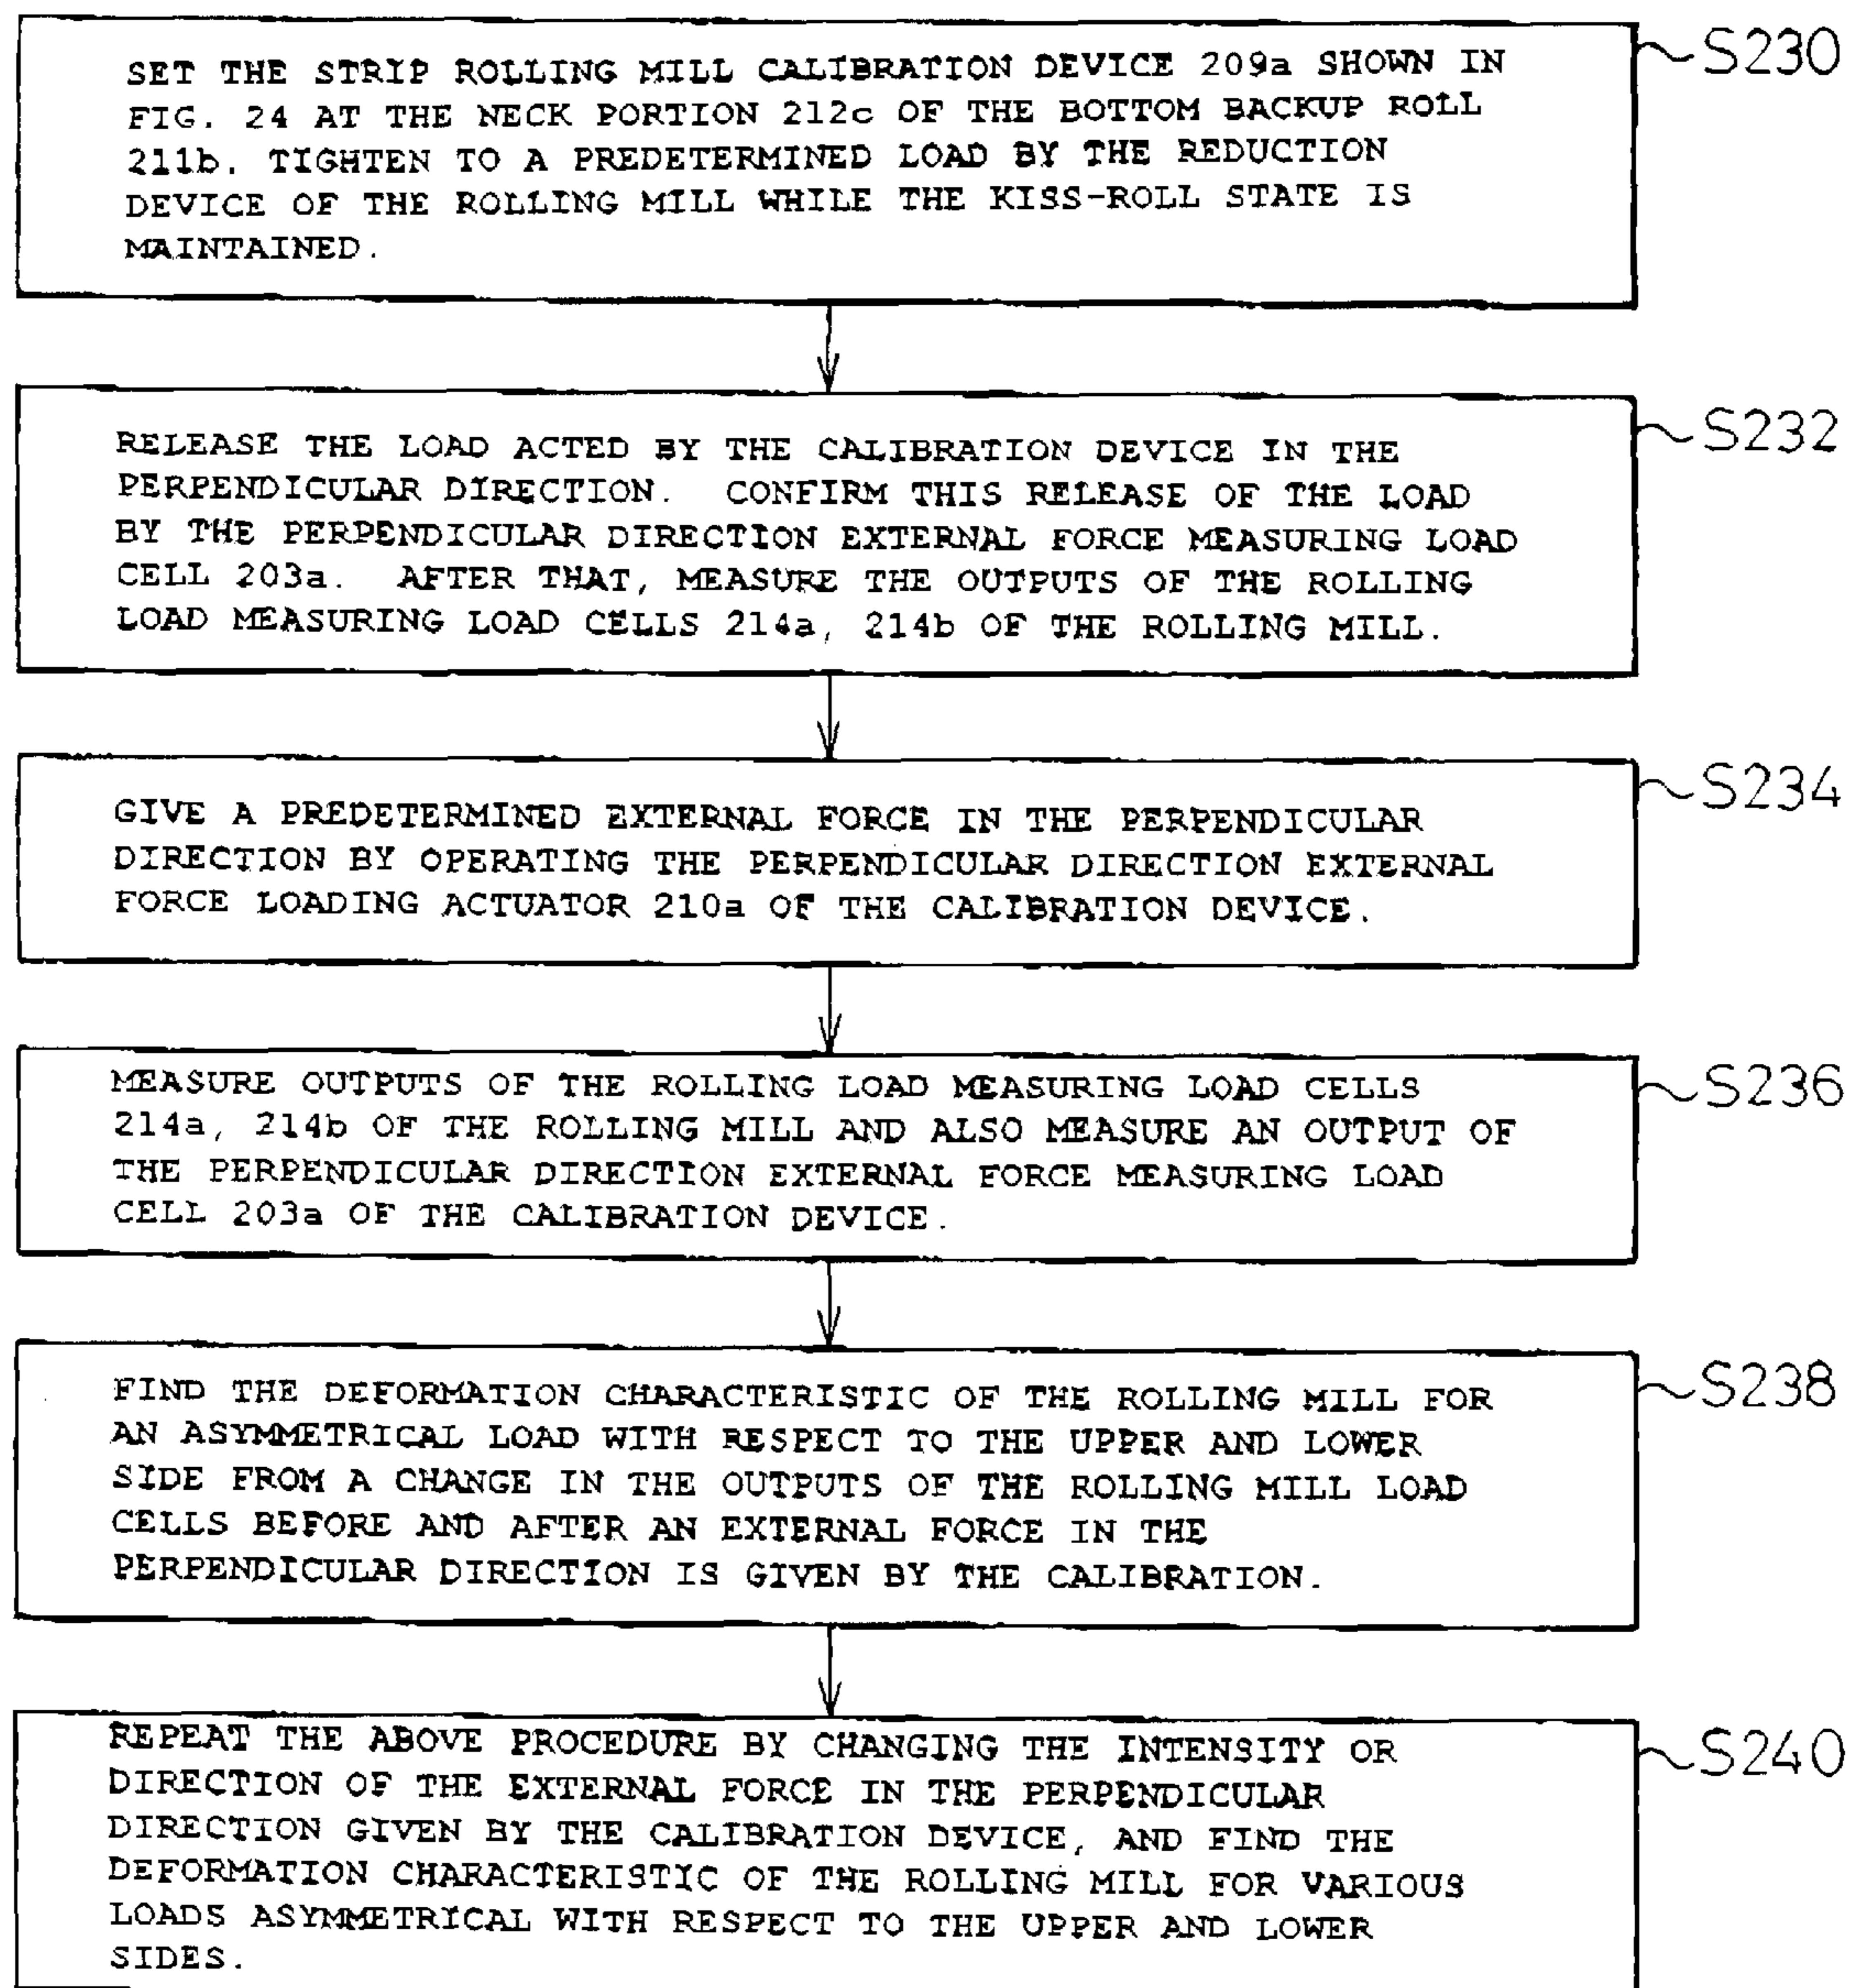 SET THE STRIP ROLLING MILL CALIBRATION DEVICE 209a SHOWN IN
FIG. 24 AT THE NECK PORTION 212c OF THE BOTTOM BACKUP ROLL
211b. TIGHTEN TO A PREDETERMINED LOAD BY THE REDUCTION
DEVICE OF THE ROLLING MILL WHILE THE KISS-ROLL STATE IS
MAINTAINED.
S230
RELEASE THE LOAD ACTED BY THE CALIBRATION DEVICE IN THE
PERPENDICULAR DIRECTION. CONFIRM THIS RELEASE OF THE LOAD
BY THE PERPENDICULAR DIRECTION EXTERNAL FORCE MEASURING LOAD
CELL 203a. AFTER THAT, MEASURE THE OUTPUTS OF THE ROLLING
LOAD MEASURING LOAD CELLS 214a, 214b OF THE ROLLING MILL.
S232
GIVE A PREDETERMINED EXTERNAL FORCE IN THE PERPENDICULAR
DIRECTION BY OPERATING THE PERPENDICULAR DIRECTION EXTERNAL
FORCE LOADING ACTUATOR 210a OF THE CALIBRATION DEVICE.
S234
MEASURE OUTPUTS OF THE ROLLING LOAD MEASURING LOAD CELLS
214a, 214b OF THE ROLLING MILL AND ALSO MEASURE AN OUTPUT OF
THE PERPENDICULAR DIRECTION EXTERNAL FORCE MEASURING LOAD
CELL 203a OF THE CALIBRATION DEVICE.
S236
FIND THE DEFORMATION CHARACTERISTIC OF THE ROLLING MILL FOR
AN ASYMMETRICAL LOAD WITH RESPECT TO THE UPPER AND LOWER
SIDE FROM A CHANGE IN THE OUTPUTS OF THE ROLLING MILL LOAD
CELLS BEFORE AND AFTER AN EXTERNAL FORCE IN THE
PERPENDICULAR DIRECTION IS GIVEN BY THE CALIBRATION.
S238
REPEAT THE ABOVE PROCEDURE BY CHANGING THE INTENSITY OR
DIRECTION OF THE EXTERNAL FORCE IN THE PERPENDICULAR
DIRECTION GIVEN BY THE CALIBRATION DEVICE, AND FIND THE
DEFORMATION CHARACTERISTIC OF THE ROLLING MILL FOR VARIOUS
LOADS ASYMMETRICAL WITH RESPECT TO THE UPPER AND LOWER
SIDES.
S240